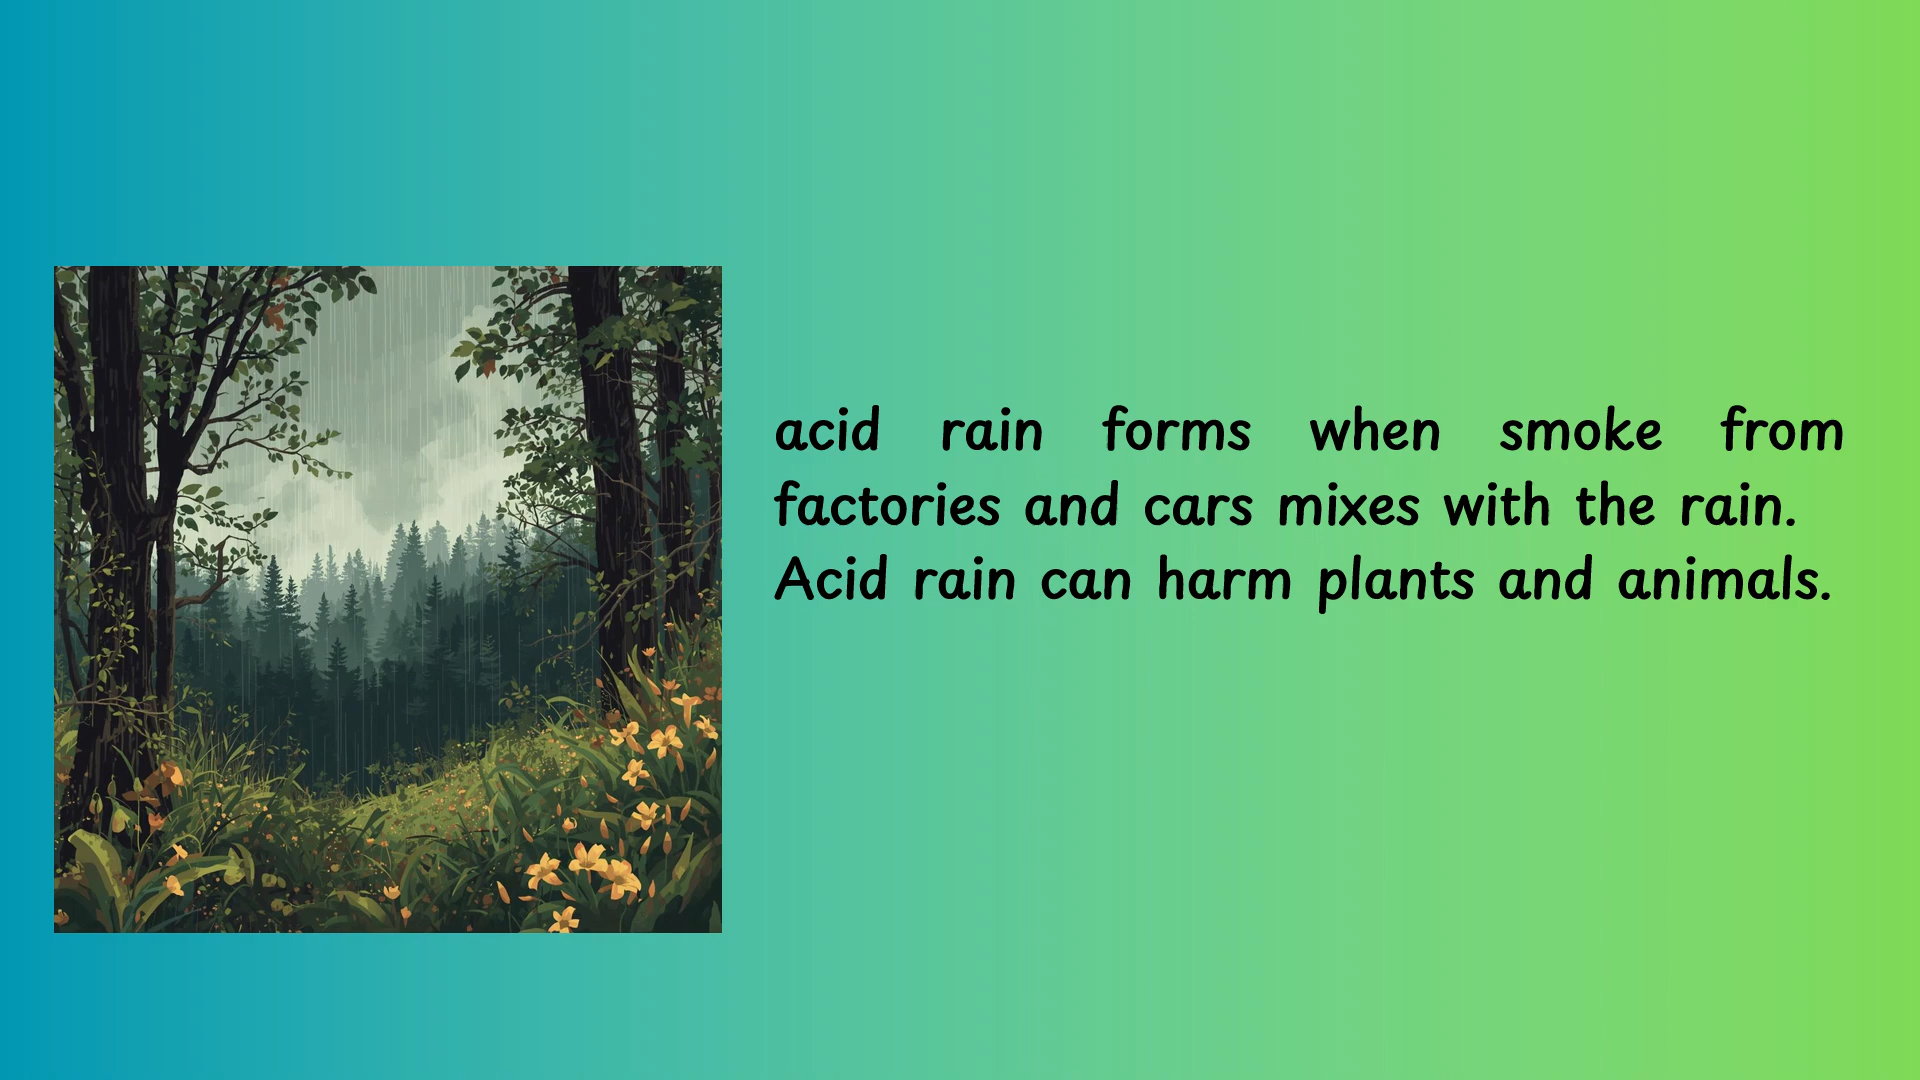 acid rain forms when smoke from
factories and cars mixes with the rain.
Acid rain can harm plants and animals.